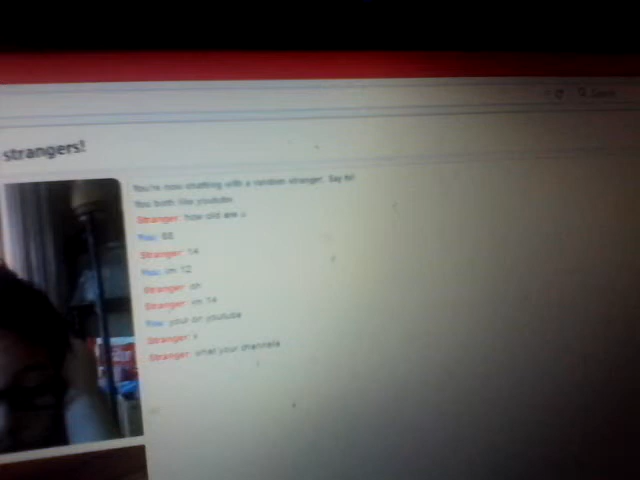 Search
strangers!
You're now chatting with a random stranger. Say hi!
You both like youtube.
Stranger: how old are u
You: 68
Stranger: 14
You: im 12
Stranger: oh
Stranger: im 14
You: your on youtube
Stranger:
Stranger: what your channels